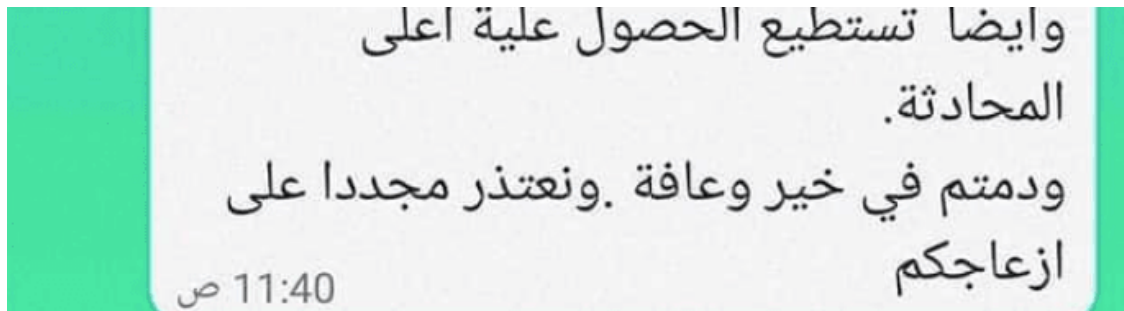 وايضا تستطيع الحصول علية اعلى
المحادثة.
ودمتم في خير وعافة .ونعتذر مجددا على
ازعاجكم
11:40 ص